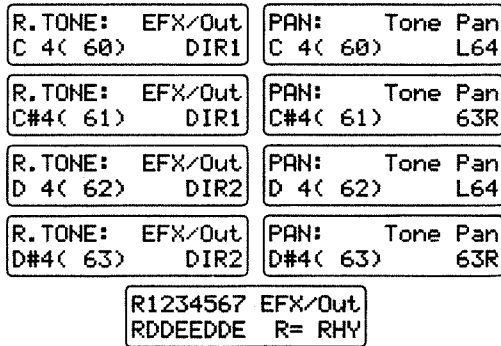 R.TONE: EFX/Out
C 4( 60) DIR1
PAN: Tone Pan
C 4( 60) L64
R.TONE: EFX/Out
C#4( 61) DIR1
PAN: Tone Pan
C#4( 61) 63R
R.TONE: EFX/Out
D 4( 62) DIR2
PAN: Tone Pan
D 4( 62) L64
R.TONE: EFX/Out
D#4( 63) DIR2
PAN: Tone Pan
D#4( 63) 63R
R1234567 EFX/Out
RDDEEDDE R= RHY